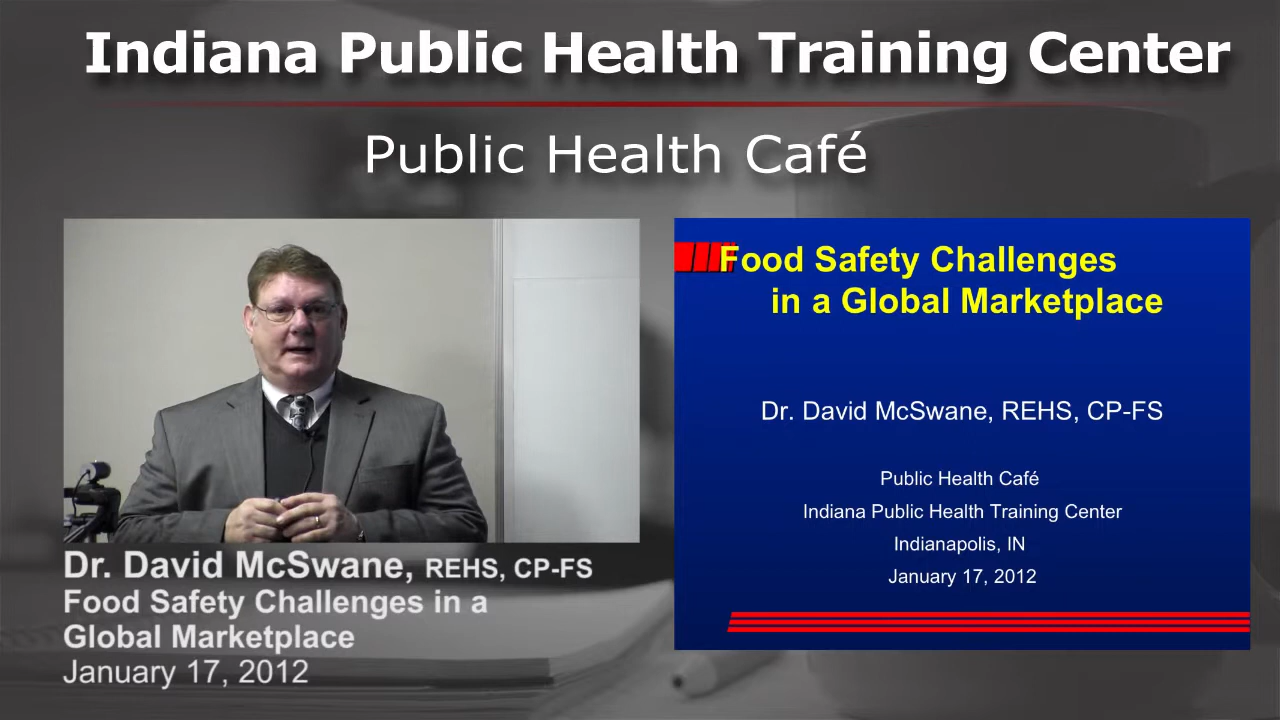 Indiana Public Health Training Center
Public Health Café
Dr. David McSwane, REHS, CP-FS
Food Safety Challenges in a
Global Marketplace
January 17, 2012
Food Safety Challenges
in a Global Marketplace
Dr. David McSwane, REHS, CP-FS
Public Health Café
Indiana Public Health Training Center
Indianapolis, IN
January 17, 2012